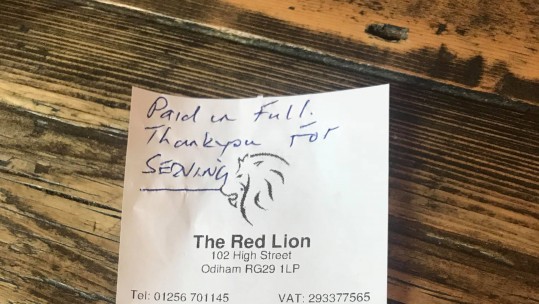 Paid in Full.
Thankyou FOR
SERVING
The Red Lion
102 High Street
Odiham RG29 1LP
Tel: 01256 701145 VAT: 293377565